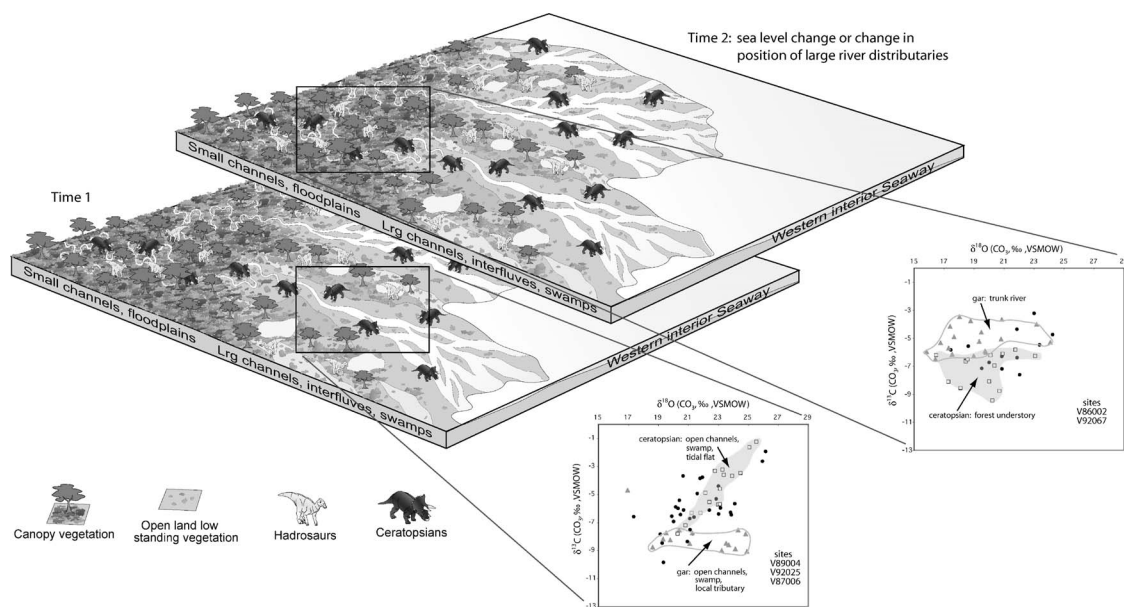 Time 2: sea level change or change in
position of large river distributaries
Small channels, floodplains
Lrg channels, interfluves, swamps
Western Interior Seaway
Time 1
Small channels, floodplains
Lrg channels, interfluves, swamps
Western Interior Seaway
δ¹⁸O (CO₃, ‰ ,VSMOW)
15 17 19 21 23 25 27 29
δ¹³C (CO₃, ‰ ,VSMOW)
-3
-5
-7
-9
-11
-13
gar: trunk river
ceratopsian: forest understory
sites
V86002
V92067
δ¹⁸O (CO₃, ‰ ,VSMOW)
15 17 19 21 23 25 27 29
δ¹³C (CO₃, ‰ ,VSMOW)
-1
-3
-5
-7
-9
-11
-13
ceratopsian: open channels,
swamp,
tidal flat
gar: open channels,
swamp,
local tributary
sites
V89004
V92025
V87006
Canopy vegetation
Open land low
standing vegetation
Hadrosaurs
Ceratopsians